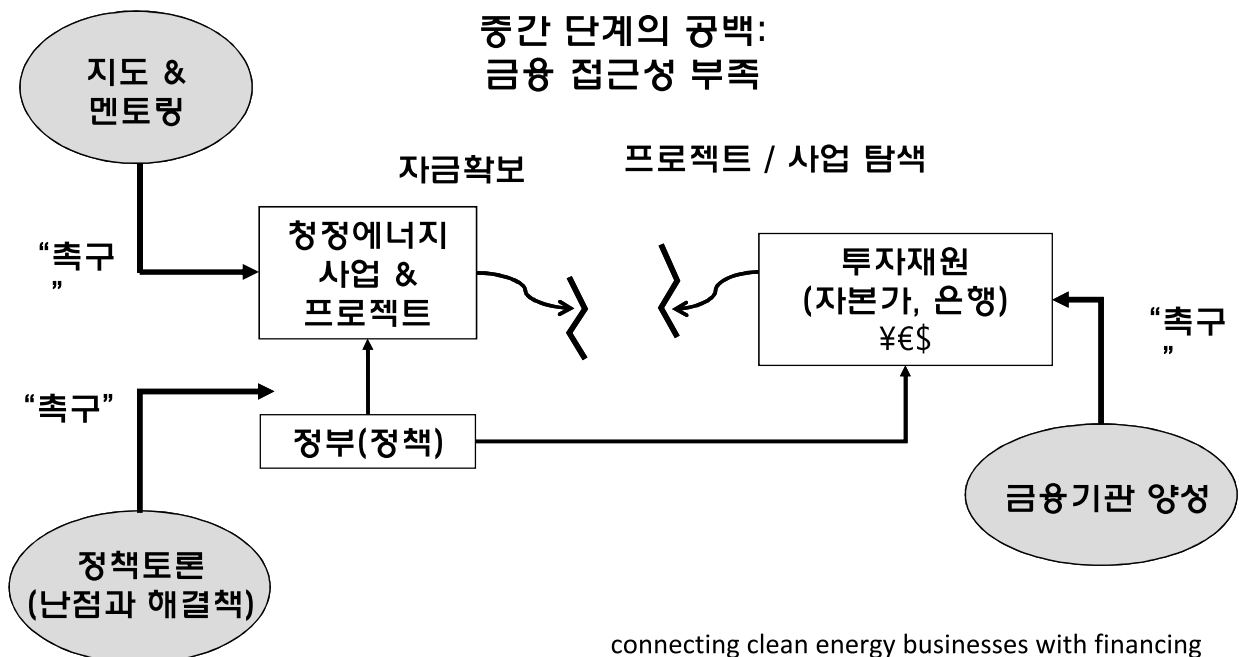 중간 단계의 공백:
금융 접근성 부족
지도 &
멘토링
자금확보
프로젝트 / 사업 탐색
“촉구
”
청정에너지
사업 &
프로젝트
투자재원
(자본가, 은행)
¥€$
“촉구
”
“촉구”
정부(정책)
금융기관 양성
정책토론
(난점과 해결책)
connecting clean energy businesses with financing